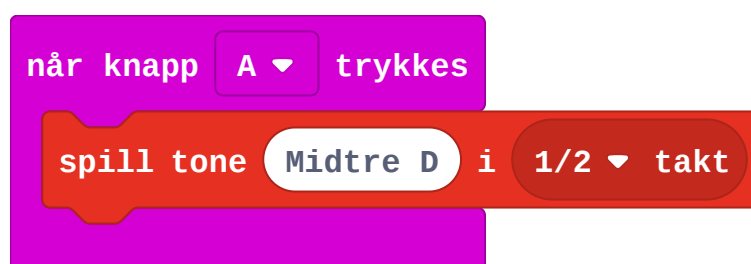 når knapp A trykkes
spill tone Midtre D i 1/2 takt